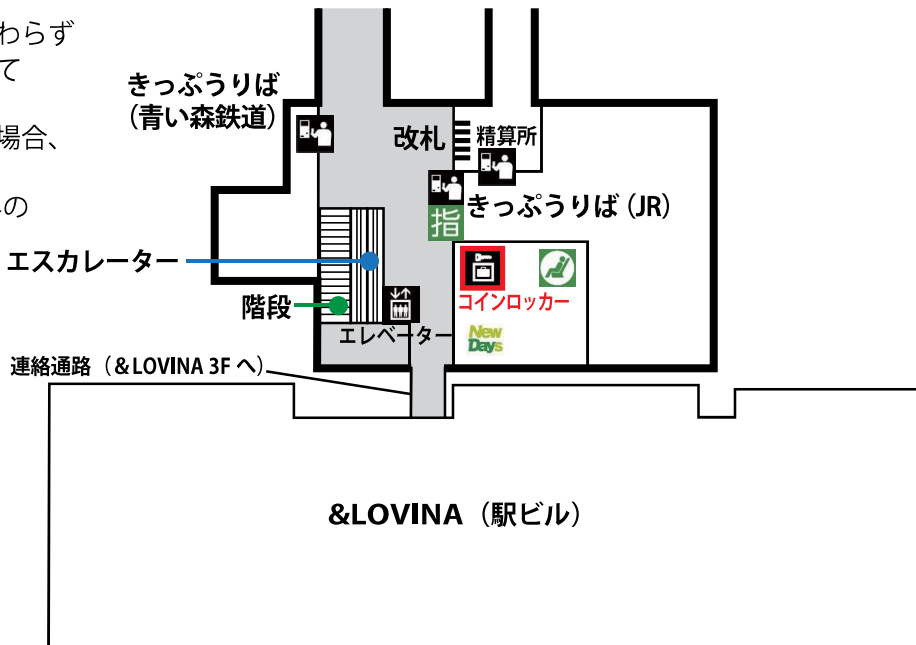 わらず
て
場合、
の
きっぷうりば
(青い森鉄道)
改札
精算所
きっぷうりば (JR)
指
エスカレーター
階段
コインロッカー
エレベーター
New
Days
連絡通路(&LOVINA 3F へ)
&LOVINA(駅ビル)